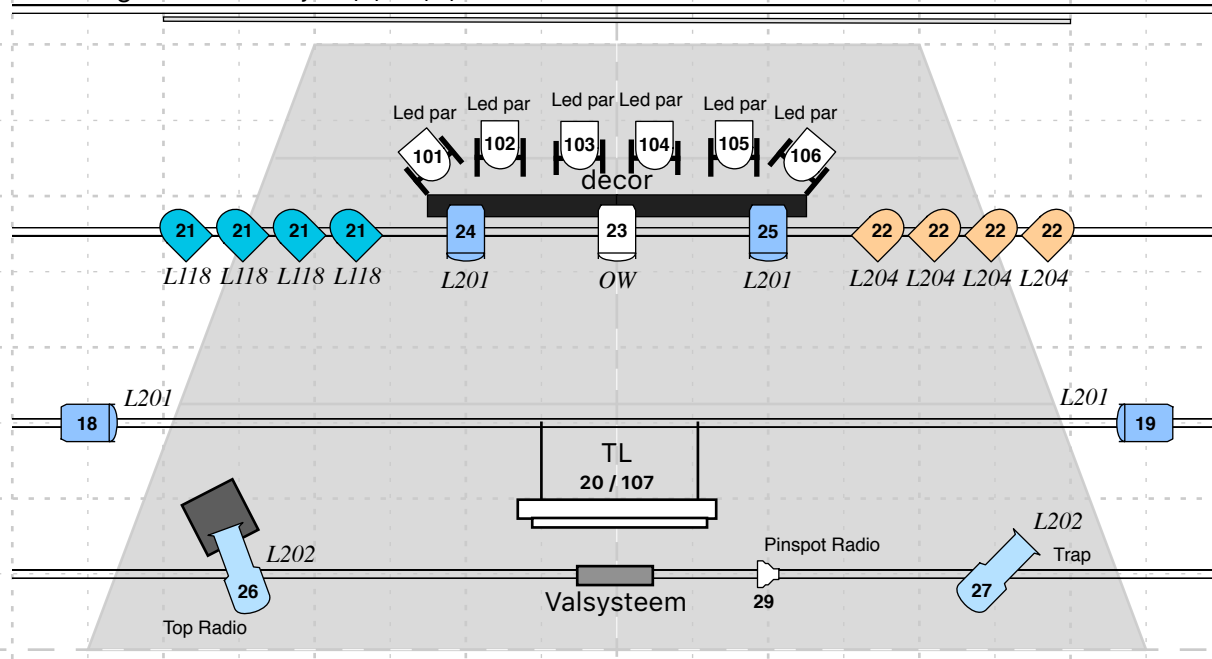 Led par Led par Led par Led par Led par Led par
101 102 103 104 105 106
decor
21 21 21 21 24 23 25 22 22 22 22
L118 L118 L118 L118 L201 OW L201 L204 L204 L204 L204
L201 L201
18 19
TL
20 / 107
L202
L202
Pinspot Radio
Trap
26 29 27
Valsysteem
Top Radio